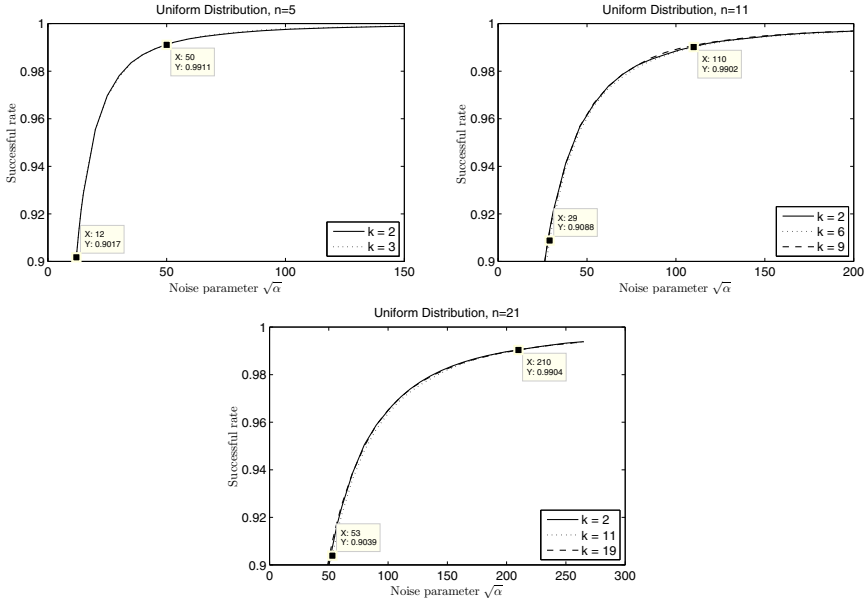 Uniform Distribution, n=5
1
0.98
0.96
0.94
0.92
0.9
Successful rate
X: 50
Y: 0.9911
X: 12
Y: 0.9017
k = 2
k = 3
0 50 100 150
Noise parameter √α
Uniform Distribution, n=11
1
0.98
0.96
0.94
0.92
0.9
Successful rate
X: 110
Y: 0.9902
X: 29
Y: 0.9088
k = 2
k = 6
k = 9
0 50 100 150 200
Noise parameter √α
Uniform Distribution, n=21
1
0.98
0.96
0.94
0.92
0.9
Successful rate
X: 210
Y: 0.9904
X: 53
Y: 0.9039
k = 2
k = 11
k = 19
0 50 100 150 200 250 300
Noise parameter √α